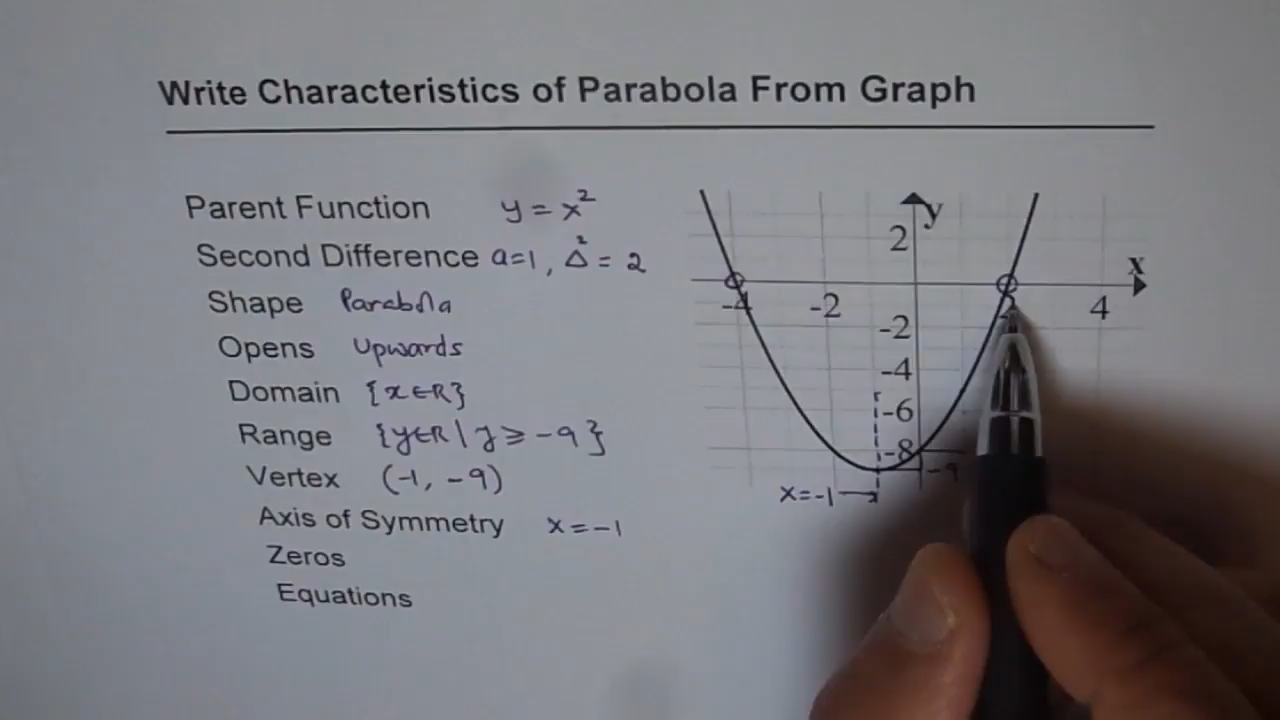 Write Characteristics of Parabola From Graph
Parent Function y = x²
Second Difference a=1, Δ² = 2
Shape Parabola
Opens Upwards
Domain {x∈R}
Range {y∈R | y ≥ -9}
Vertex (-1, -9)
Axis of Symmetry x = -1
Zeros
Equations
y
2
x
-4 -2 2 4
-2
-4
-6
-8
-9
x=-1